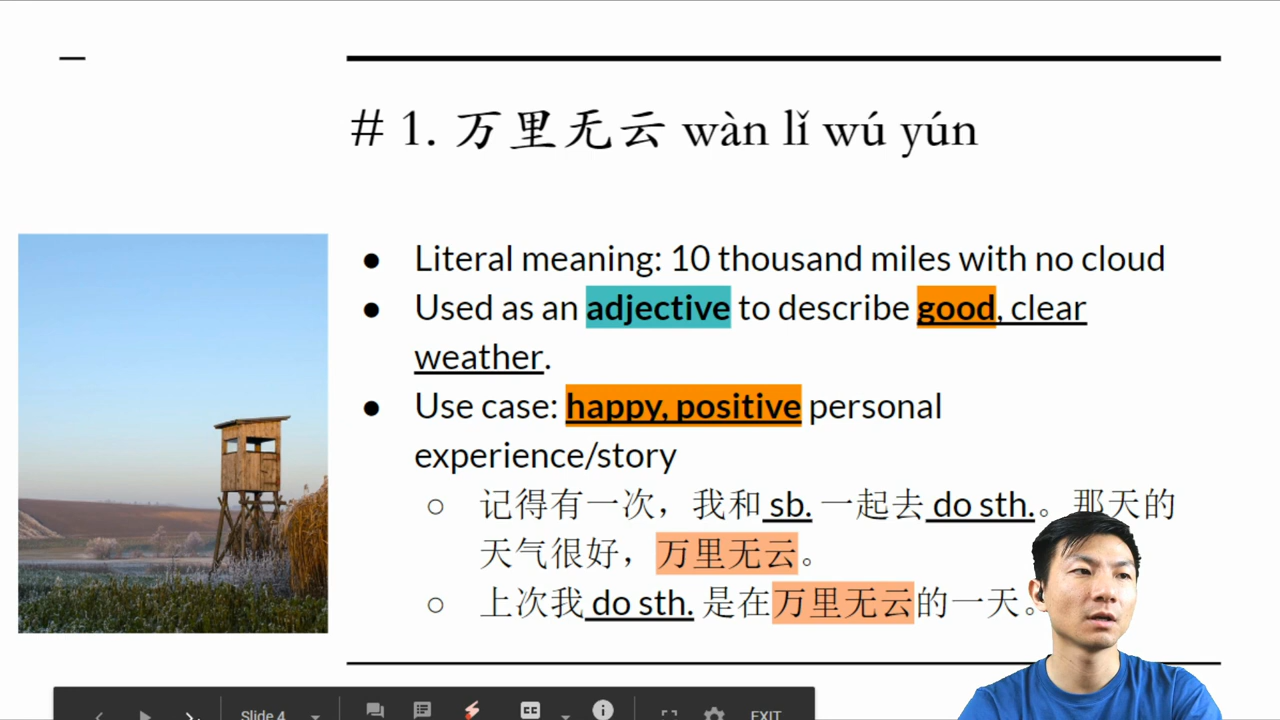 # 1. 万里无云 wàn lǐ wú yún
● Literal meaning: 10 thousand miles with no cloud
● Used as an adjective to describe good, clear
weather.
● Use case: happy, positive personal
experience/story
○ 记得有一次，我和 sb. 一起去 do sth.。那天的
天气很好，万里无云。
○ 上次我 do sth. 是在万里无云的一天。
Slide 4
CC
EXIT